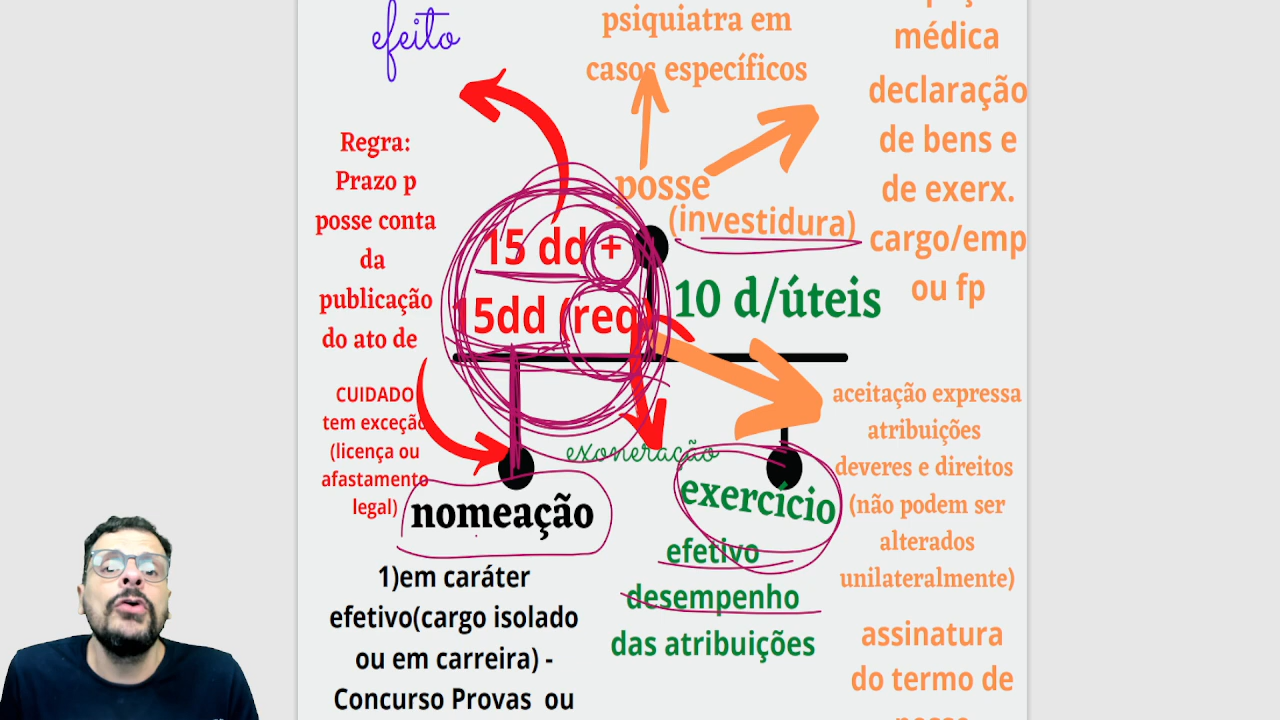 efeito
psiquiatra em
casos específicos
médica
declaração
de bens e
de exerx.
cargo/emp
ou fp
Regra:
Prazo p
posse conta
da
publicação
do ato de
posse
(investidura)
15 dd +
15dd (req)
10 d/úteis
CUIDADO
tem exceção
(licença ou
afastamento
legal)
exoneração
aceitação expressa
atribuições
deveres e direitos
(não podem ser
alterados
unilateralmente)
assinatura
do termo de
nomeação
1)em caráter
efetivo(cargo isolado
ou em carreira) -
Concurso Provas ou
exercício
efetivo
desempenho
das atribuições